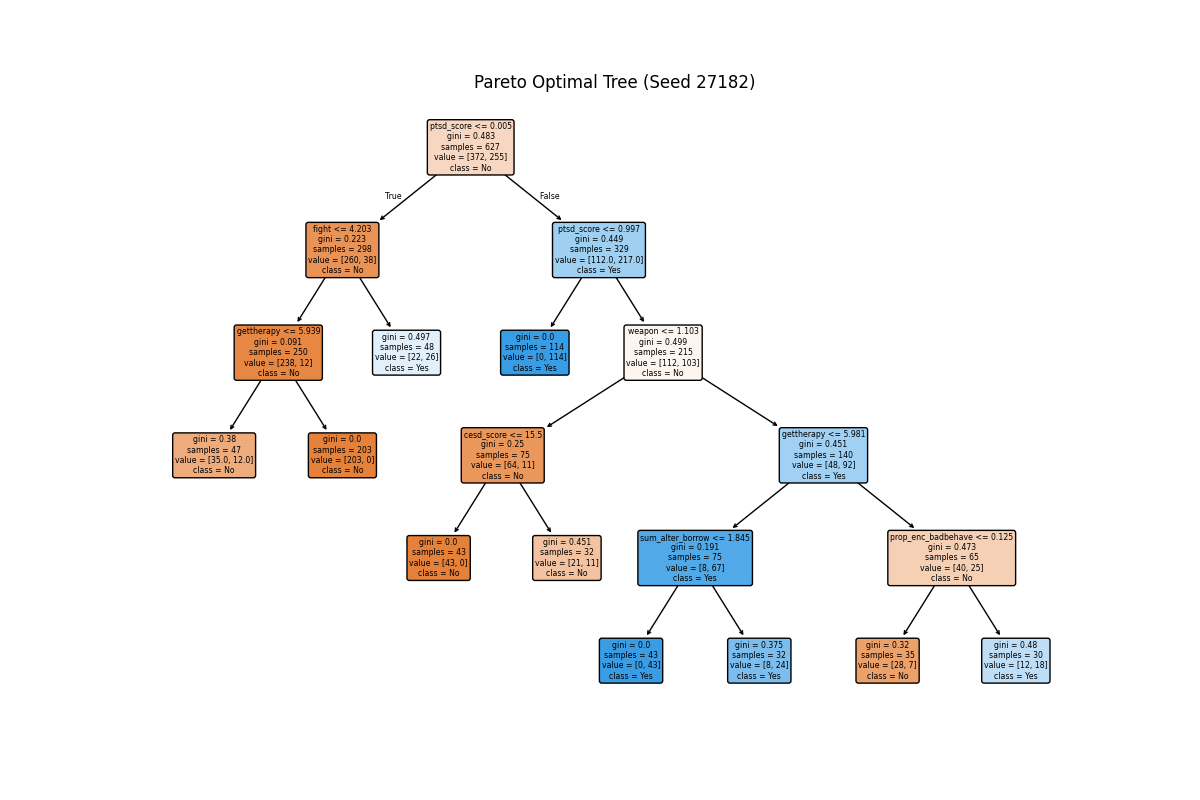 Pareto Optimal Tree (Seed 27182)
ptsd_score <= 0.005
gini = 0.483
samples = 627
value = [372, 255]
class = No
True
False
fight <= 4.203
gini = 0.223
samples = 298
value = [260, 38]
class = No
ptsd_score <= 0.997
gini = 0.449
samples = 329
value = [112.0, 217.0]
class = Yes
gettherapy <= 5.939
gini = 0.091
samples = 250
value = [238, 12]
class = No
gini = 0.497
samples = 48
value = [22, 26]
class = Yes
gini = 0.0
samples = 114
value = [0, 114]
class = Yes
weapon <= 1.103
gini = 0.499
samples = 215
value = [112, 103]
class = No
gini = 0.38
samples = 47
value = [35.0, 12.0]
class = No
gini = 0.0
samples = 203
value = [203, 0]
class = No
cesd_score <= 15.5
gini = 0.25
samples = 75
value = [64, 11]
class = No
gettherapy <= 5.981
gini = 0.451
samples = 140
value = [48, 92]
class = Yes
gini = 0.0
samples = 43
value = [43, 0]
class = No
gini = 0.451
samples = 32
value = [21, 11]
class = No
sum_alter_borrow <= 1.845
gini = 0.191
samples = 75
value = [8, 67]
class = Yes
prop_enc_badbehave <= 0.125
gini = 0.473
samples = 65
value = [40, 25]
class = No
gini = 0.0
samples = 43
value = [0, 43]
class = Yes
gini = 0.375
samples = 32
value = [8, 24]
class = Yes
gini = 0.32
samples = 35
value = [28, 7]
class = No
gini = 0.48
samples = 30
value = [12, 18]
class = Yes